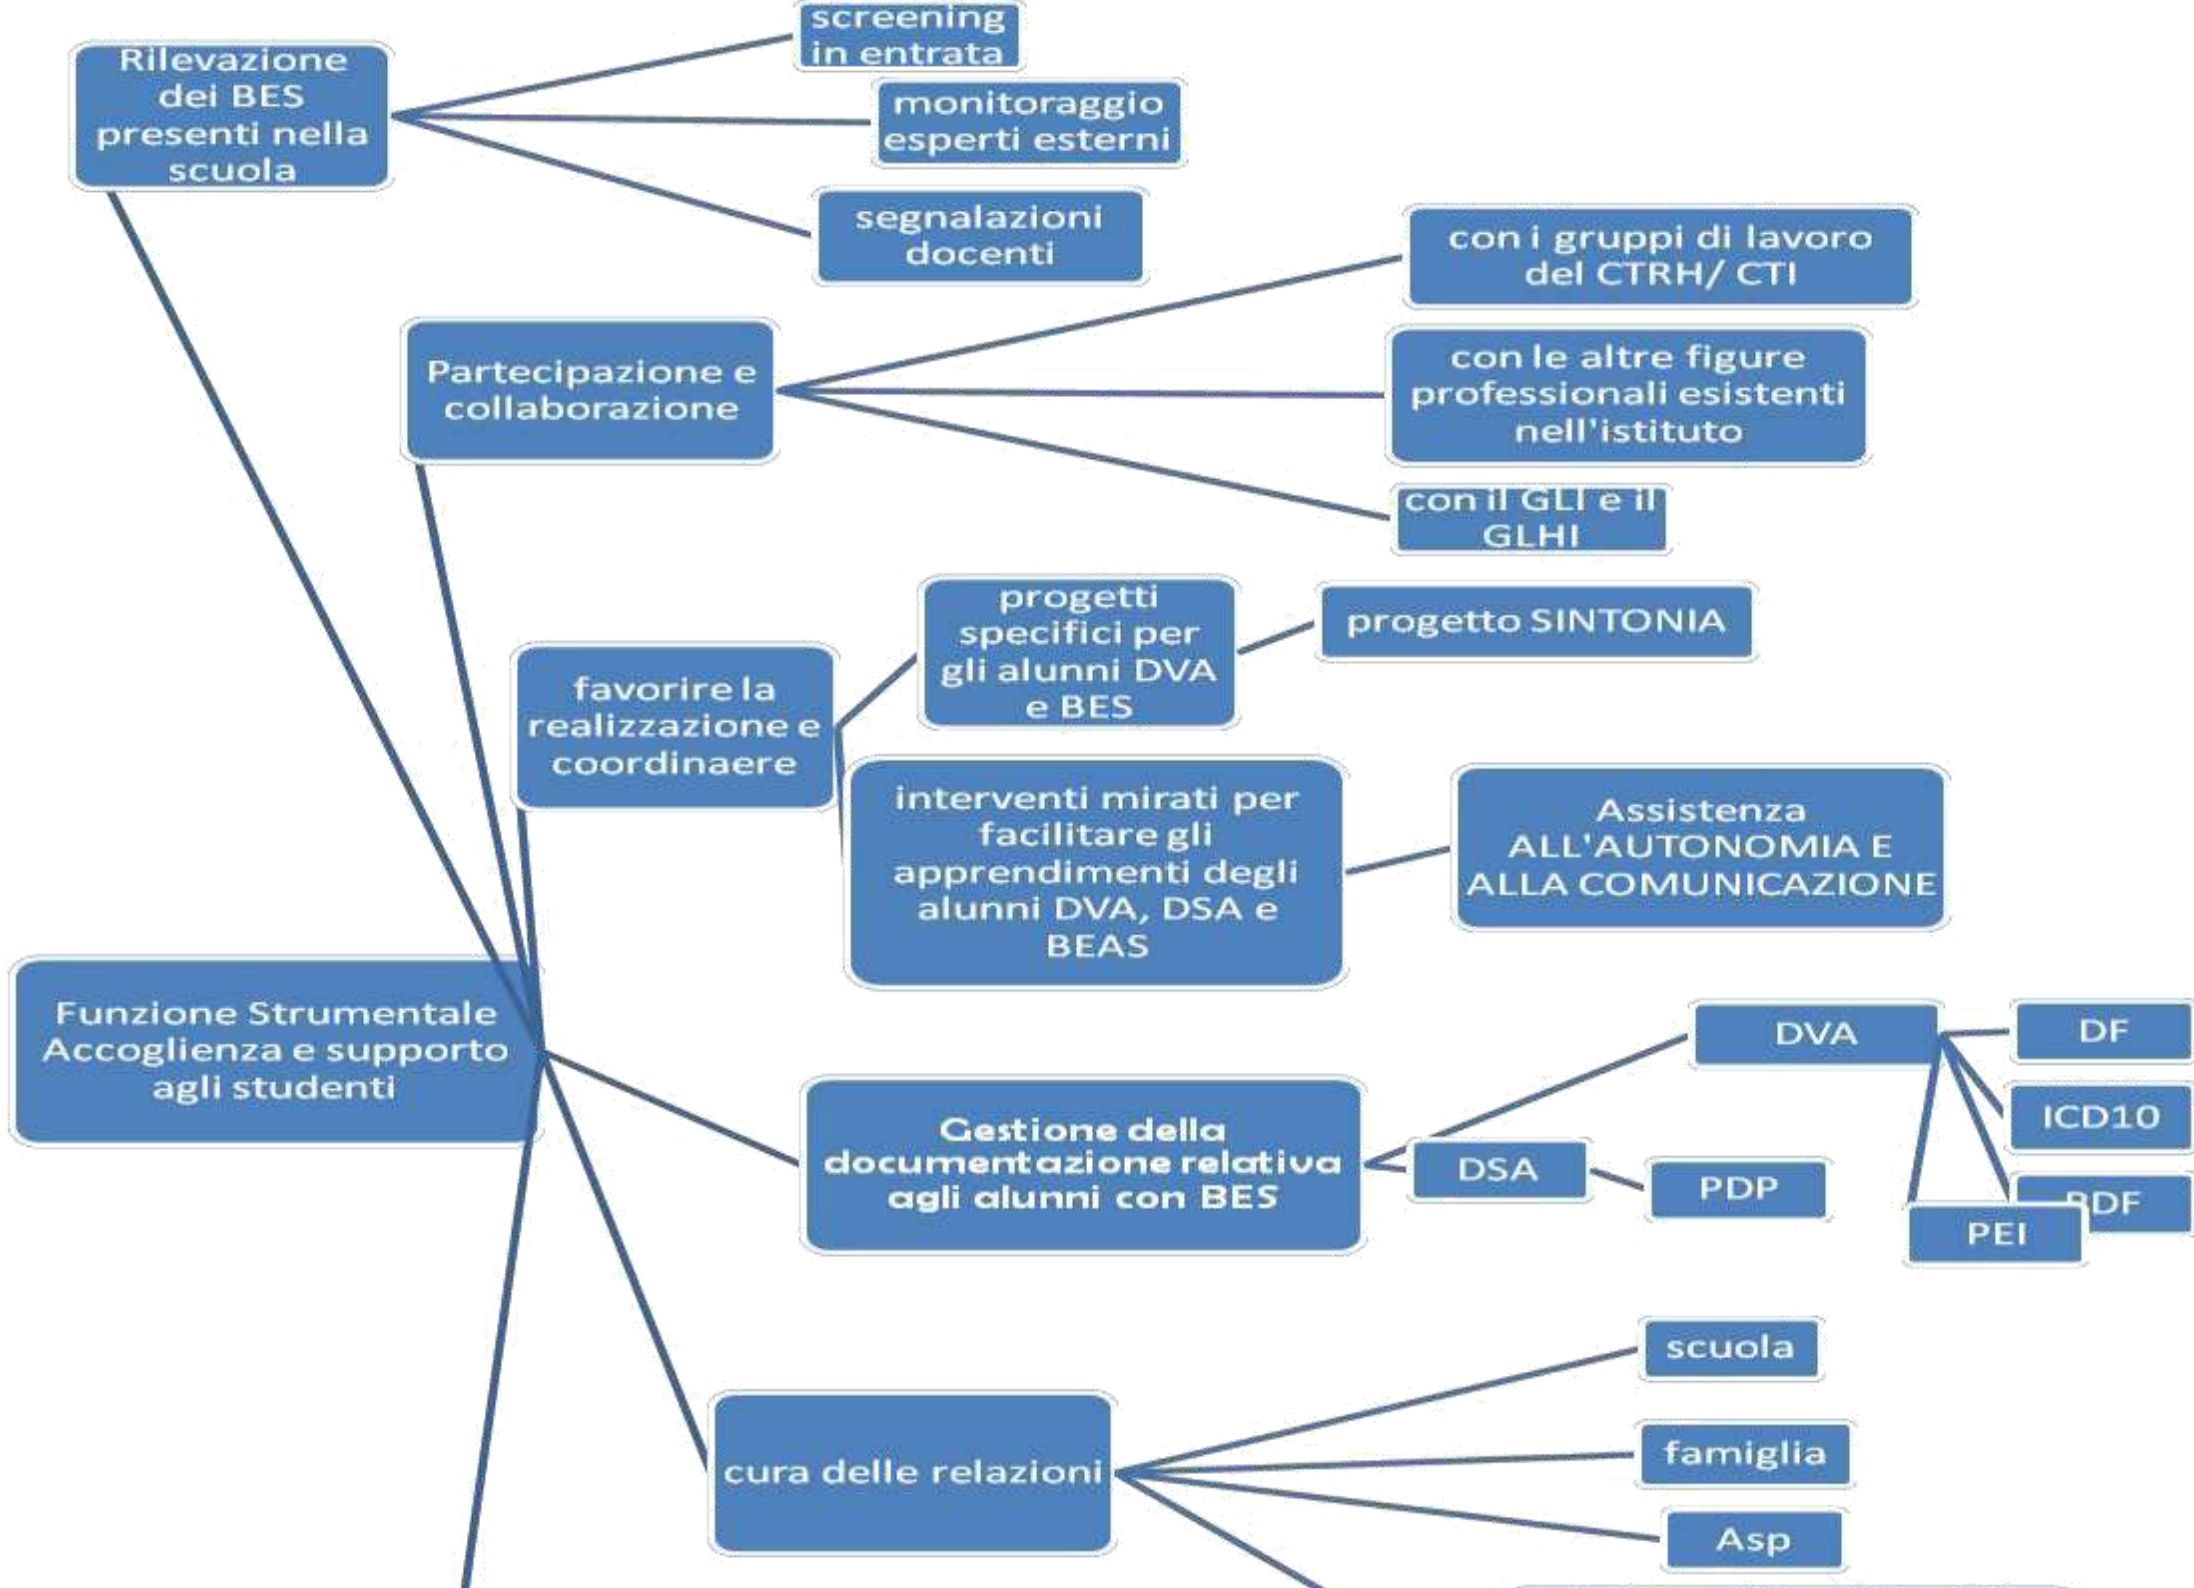 screening
in entrata
Rilevazione
dei BES
presenti nella
scuola
monitoraggio
esperti esterni
segnalazioni
docenti
con i gruppi di lavoro
del CTRH/ CTI
Partecipazione e
collaborazione
con le altre figure
professionali esistenti
nell'istituto
con il GLI e il
GLHI
progetti
specifici per
gli alunni DVA
e BES
progetto SINTONIA
favorire la
realizzazione e
coordinaere
interventi mirati per
facilitare gli
apprendimenti degli
alunni DVA, DSA e
BEAS
Assistenza
ALL'AUTONOMIA E
ALLA COMUNICAZIONE
Funzione Strumentale
Accoglienza e supporto
agli studenti
Gestione della
documentazione relativa
agli alunni con BES
DVA
DF
ICD10
PEI
DSA
PDP
cura delle relazioni
scuola
famiglia
Asp